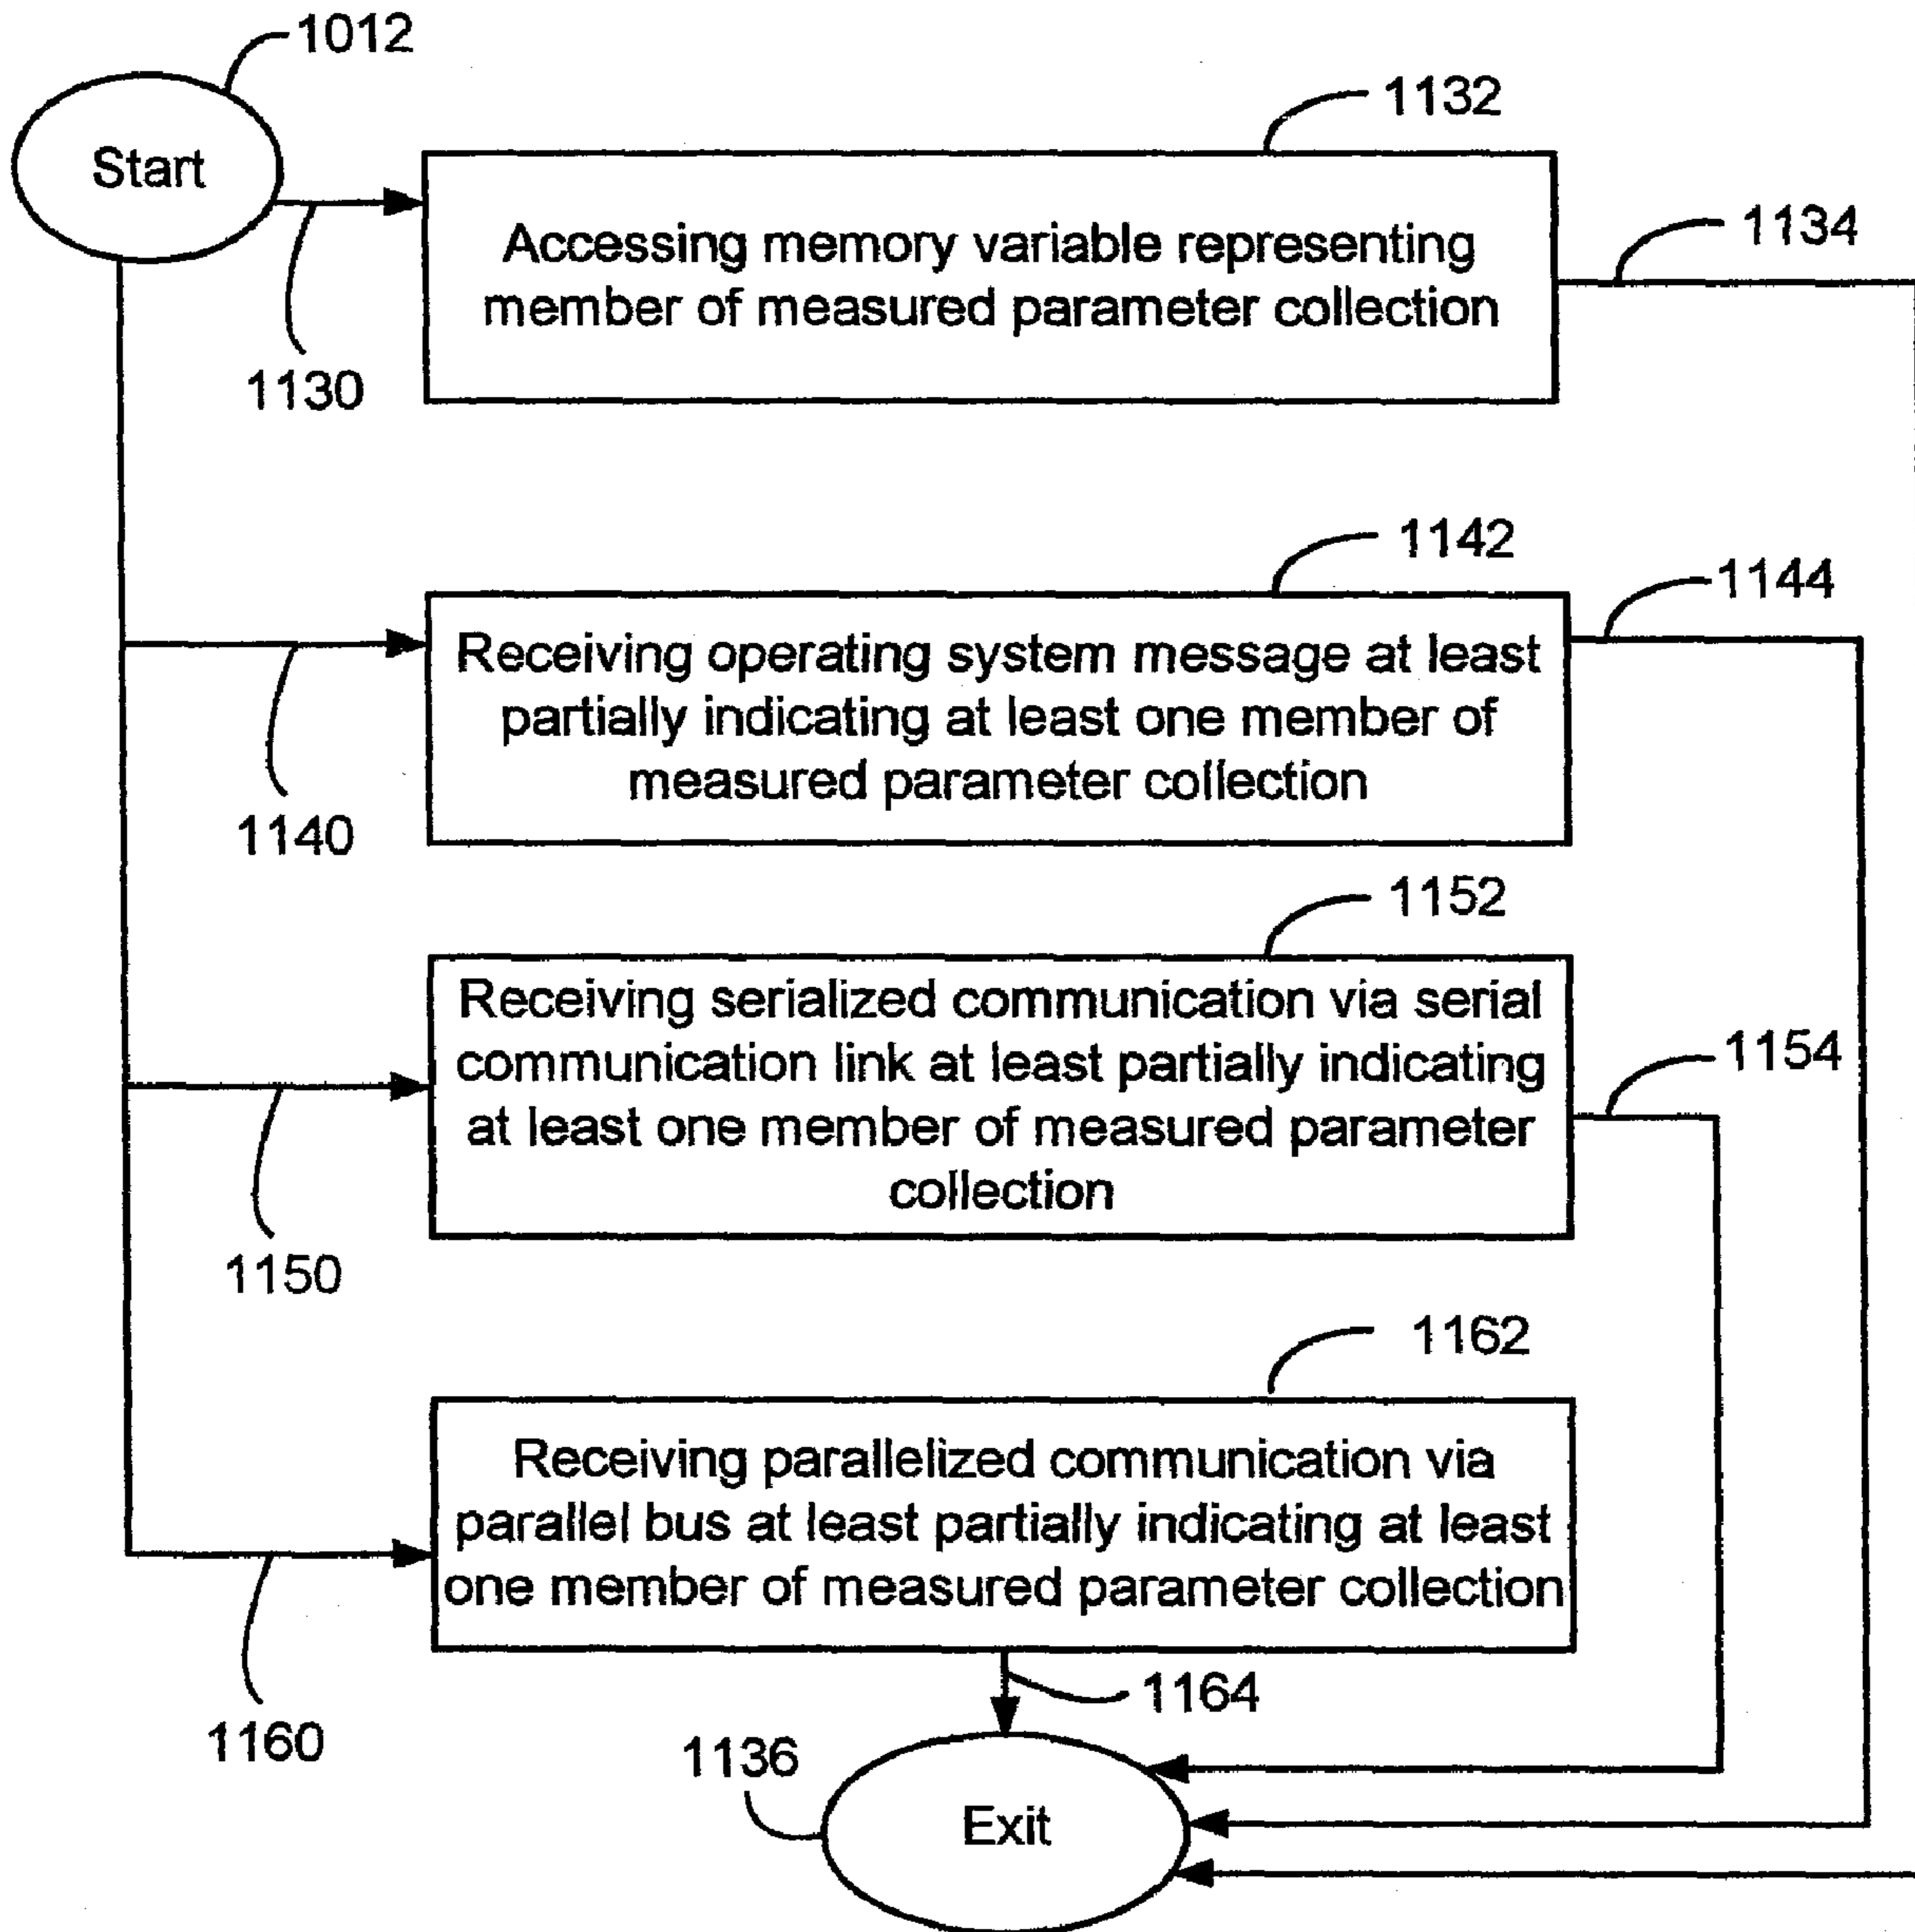 1012
Start
1132
Accessing memory variable representing
member of measured parameter collection
1134
1130
1142
1144
Receiving operating system message at least
partially indicating at least one member of
measured parameter collection
1140
1152
Receiving serialized communication via serial
communication link at least partially indicating
at least one member of measured parameter
collection
1154
1150
1162
Receiving parallelized communication via
parallel bus at least partially indicating at least
one member of measured parameter collection
1160
1164
1136
Exit